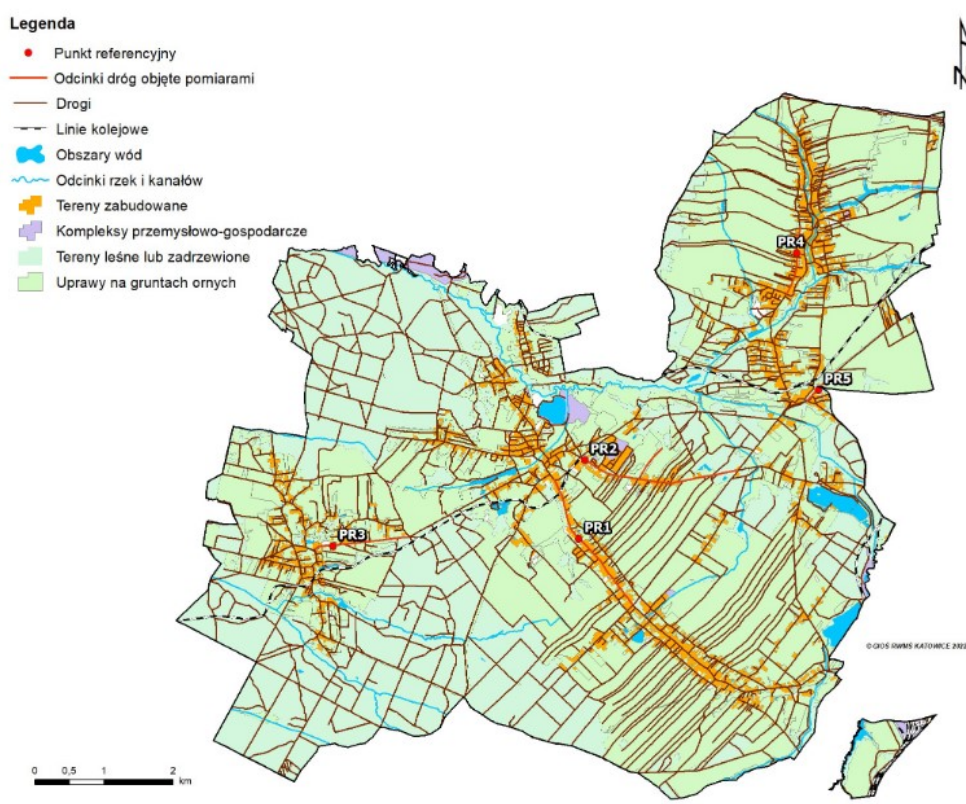 Legenda
Punkt referencyjny
Odcinki dróg objęte pomiarami
Drogi
Linie kolejowe
Obszary wód
Odcinki rzek i kanałów
Tereny zabudowane
Kompleksy przemysłowo-gospodarcze
Tereny leśne lub zadrzewione
Uprawy na gruntach ornych
N
PR4
PR5
PR2
PR1
PR3
© GIOŚ RWMŚ KATOWICE
0 0,5 1 2
km